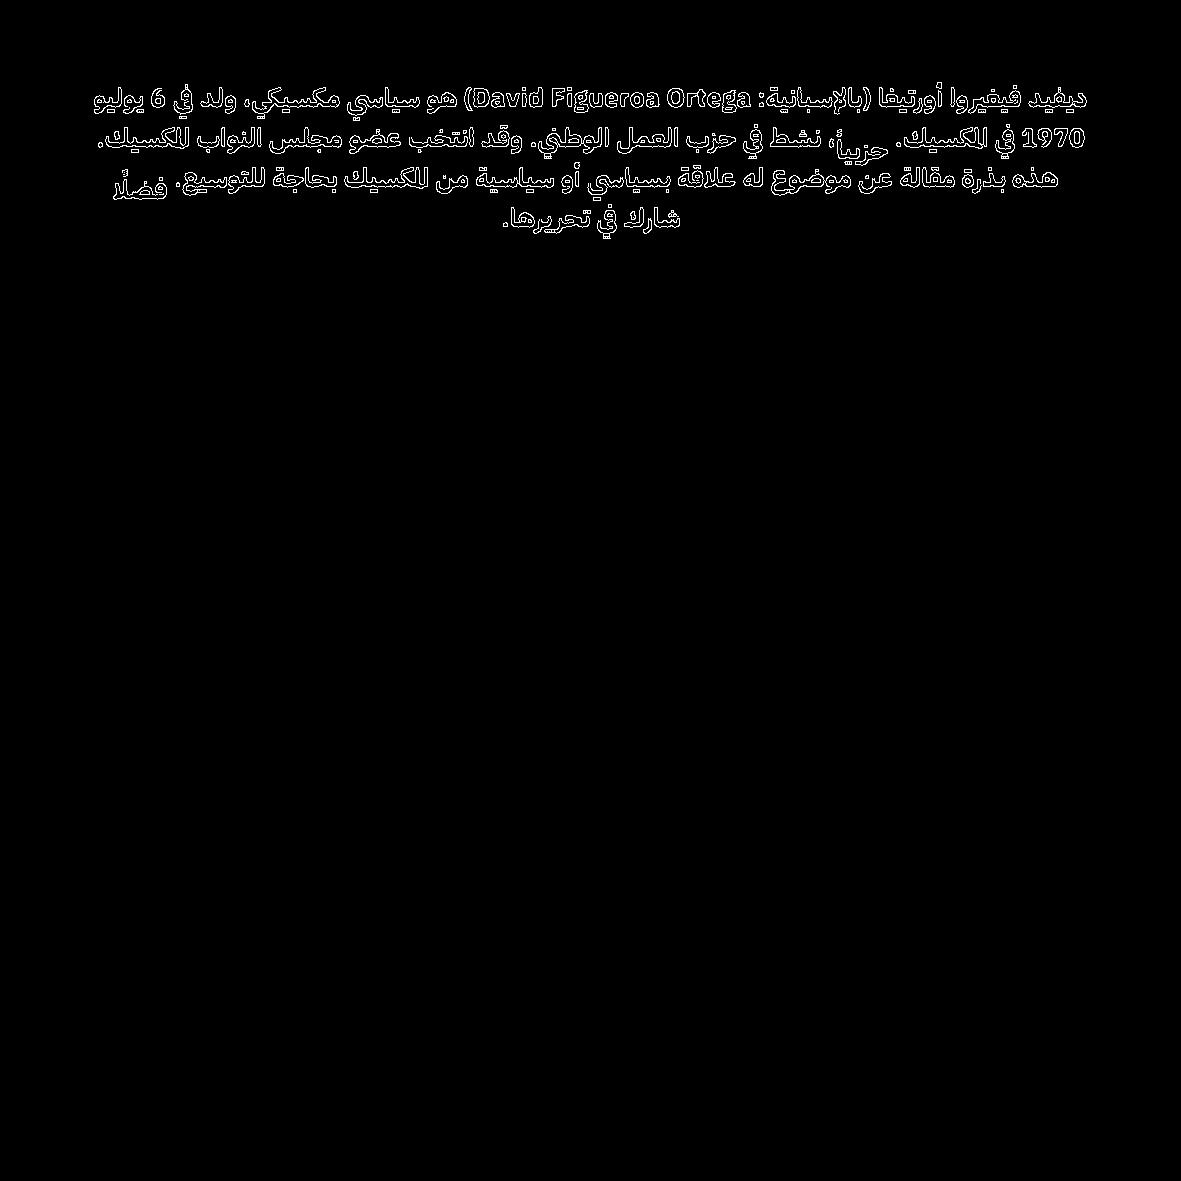 ديفيد فيغيروا أورتيغا (بالإسبانية: David Figueroa Ortega) هو سياسي مكسيكي، ولد في 6 يوليو
1970 في المكسيك. حزبياً، نشط في حزب العمل الوطني. وقد انتخب عضو مجلس النواب المكسيك.
هذه بذرة مقالة عن موضوع له علاقة بسياسي أو سياسية من المكسيك بحاجة للتوسيع. فضلًا
شارك في تحريرها.